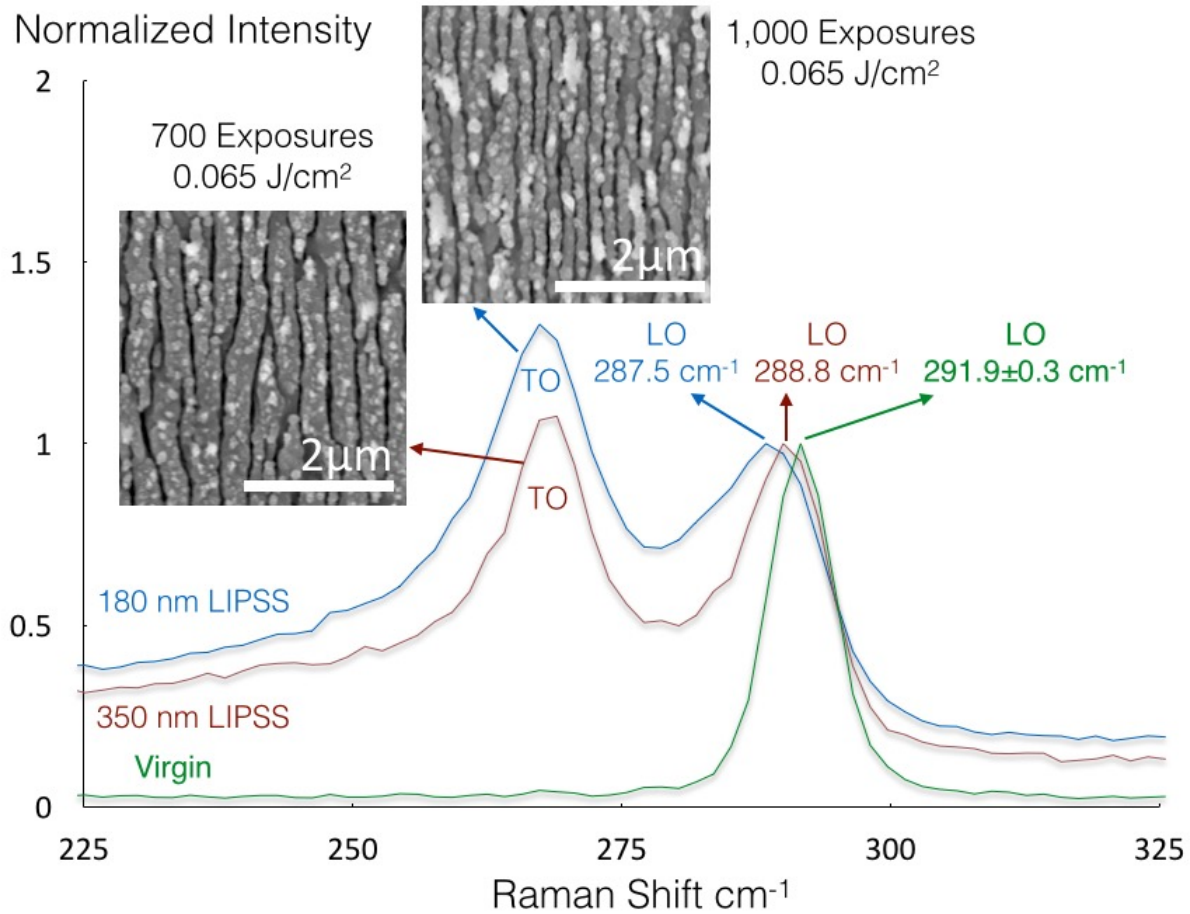 Normalized Intensity
1,000 Exposures
0.065 J/cm²
700 Exposures
0.065 J/cm²
2µm
2µm
2
1.5
1
0.5
0
LO
287.5 cm⁻¹
LO
288.8 cm⁻¹
LO
291.9±0.3 cm⁻¹
TO
TO
180 nm LIPSS
350 nm LIPSS
Virgin
225
250
275
300
325
Raman Shift cm⁻¹